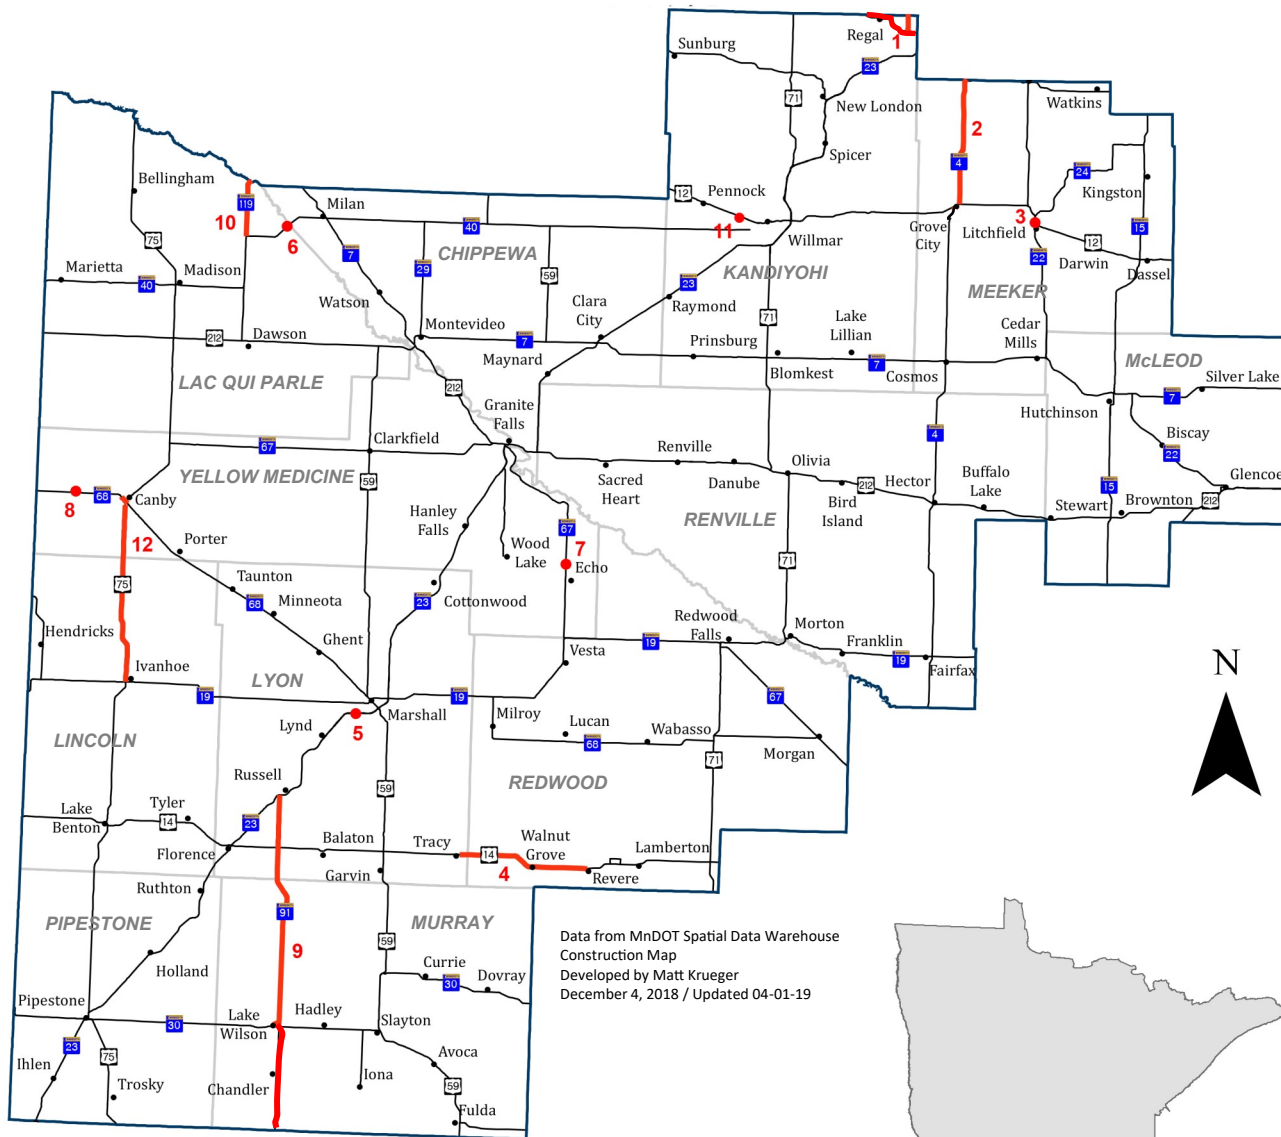 Regal
1
Sunburg
23
71
New London
Watkins
2
Spicer
4
24
Bellingham
12
Pennock
Kingston
119
10
Milan
3
6
40
11
Willmar
Grove
City
Litchfield
15
75
7
CHIPPEWA
12
22
Darwin
Dassel
Marietta
Madison
29
59
KANDIYOHI
23
40
Watson
Raymond
MEEKER
Clara
City
71
Lake
Lillian
Cedar
Mills
212
Dawson
Montevideo
7
Maynard
Prinsburg
Blomkest
7
Cosmos
McLEOD
LAC QUI PARLE
212
Silver Lake
7
Hutchinson
Granite
Falls
4
Biscay
22
67
Clarkfield
Renville
YELLOW MEDICINE
59
Sacred
Heart
Danube
Olivia
Bird
Island
212
Hector
Buffalo
Lake
Glencoe
15
68
Canby
8
Stewart
Brownton
212
Hanley
Falls
RENVILLE
67
12
Porter
Wood
Lake
7
Echo
75
Taunton
68
Minneota
23
Cottonwood
71
Hendricks
Ghent
Redwood
Falls
Morton
Franklin
19
19
Fairfax
Ivanhoe
Vesta
LYON
19
19
67
Marshall
Milroy
N
LINCOLN
Lynd
5
Lucan
68
Wabasso
Morgan
71
Russell
59
REDWOOD
Lake
Benton
Tyler
14
23
Balaton
Tracy
14
Walnut
Grove
Lamberton
Florence
Garvin
4
Revere
Ruthton
91
PIPESTONE
MURRAY
9
59
Data from MnDOT Spatial Data Warehouse
Construction Map
Developed by Matt Krueger
December 4, 2018 / Updated 04-01-19
Holland
Currie
30
Dovray
Pipestone
30
Lake
Wilson
Hadley
Slayton
23
75
Avoca
Ihlen
Trosky
Chandler
Iona
59
Fulda